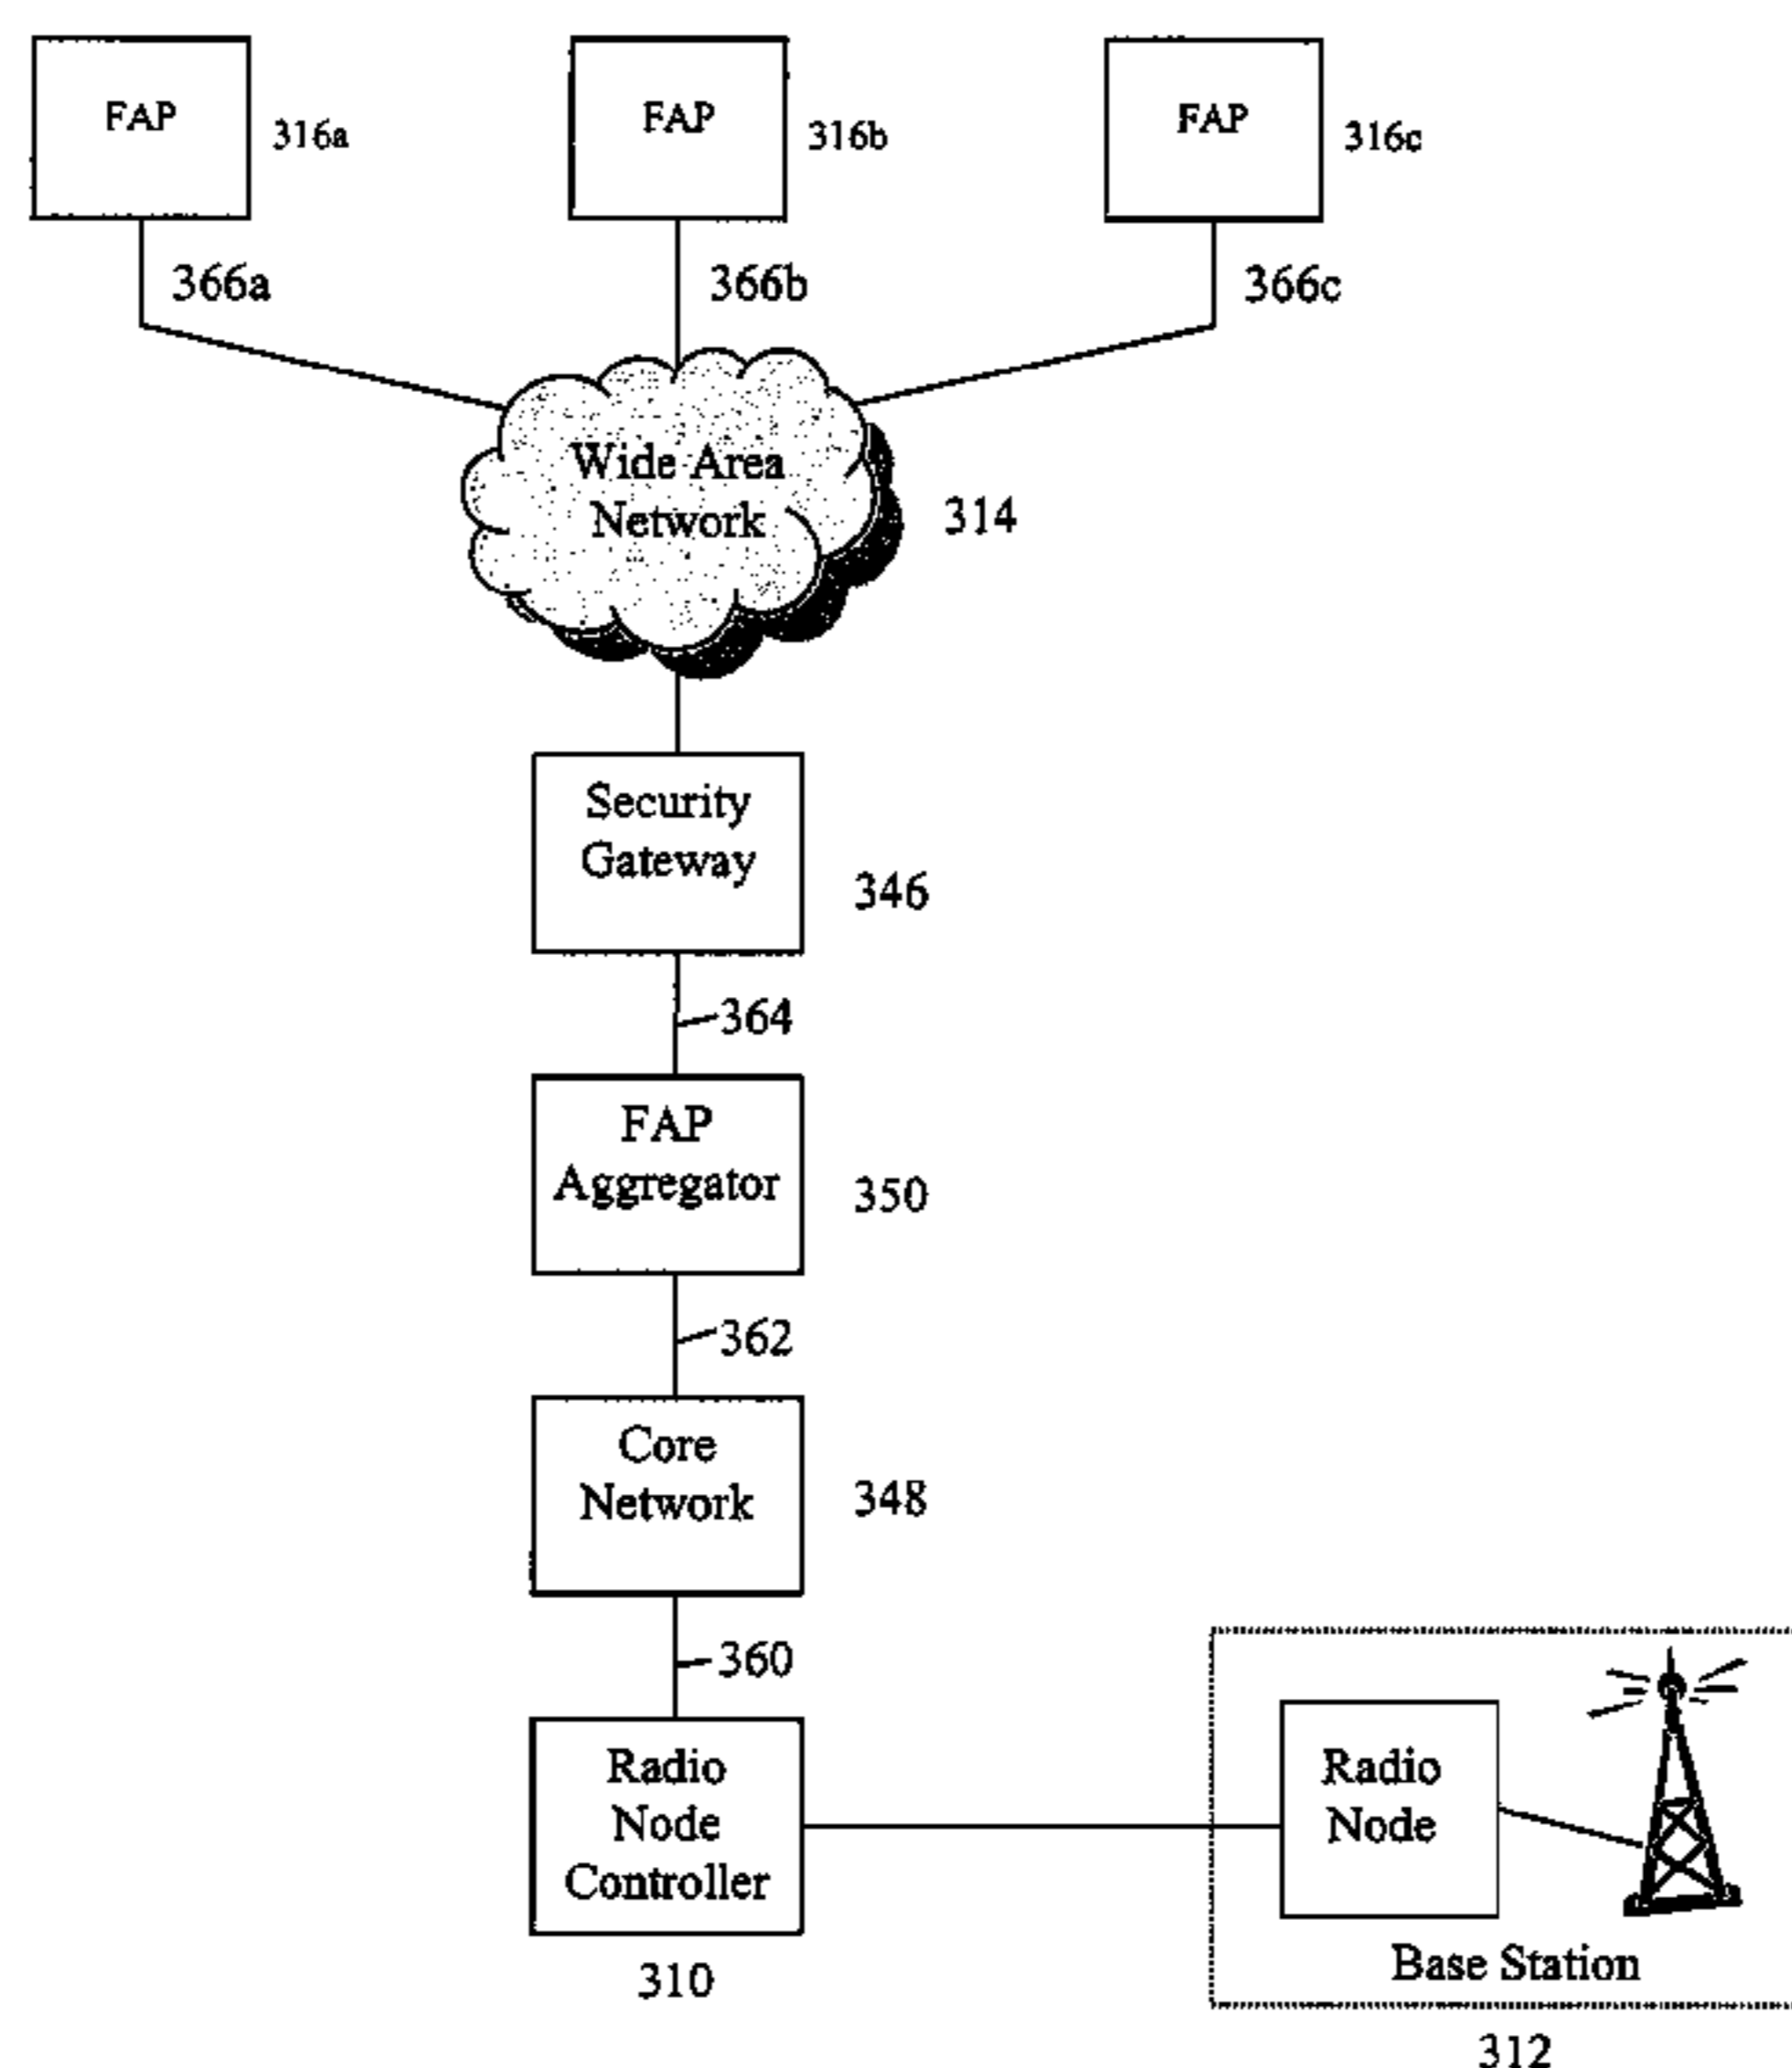 FAP
316a
FAP
316b
FAP
316c
366a
366b
366c
Wide Area
Network
314
Security
Gateway
346
364
FAP
Aggregator
350
362
Core
Network
348
360
Radio
Node
Controller
310
Radio
Node
Base Station
312